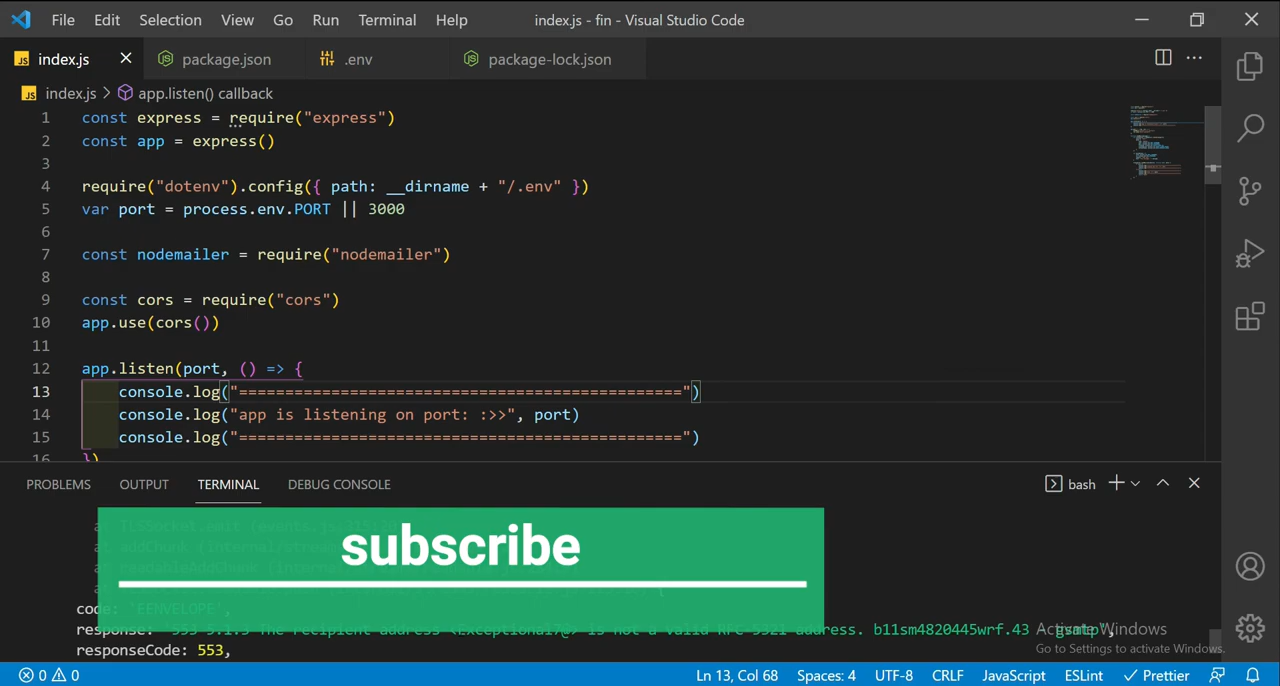 File Edit Selection View Go Run Terminal Help index.js - fin - Visual Studio Code
JS index.js package.json .env package-lock.json
JS index.js > app.listen() callback
1 const express = require("express")
2 const app = express()
3
4 require("dotenv").config({ path: __dirname + "/.env" })
5 var port = process.env.PORT || 3000
6
7 const nodemailer = require("nodemailer")
8
9 const cors = require("cors")
10 app.use(cors())
11
12 app.listen(port, () => {
13 console.log("================================================")
14 console.log("app is listening on port: :>>", port)
15 console.log("================================================")
16 })
PROBLEMS OUTPUT TERMINAL DEBUG CONSOLE bash
subscribe
code: 'EENVELOPE',
response: '553 5.1.3 The recipient address <Exceptional7@> is not a valid RFC-5321 address. b11sm4820445wrf.43 - gsmtp',
responseCode: 553,
Activate Windows
Go to Settings to activate Windows.
0 0 Ln 13, Col 68 Spaces: 4 UTF-8 CRLF JavaScript ESLint Prettier